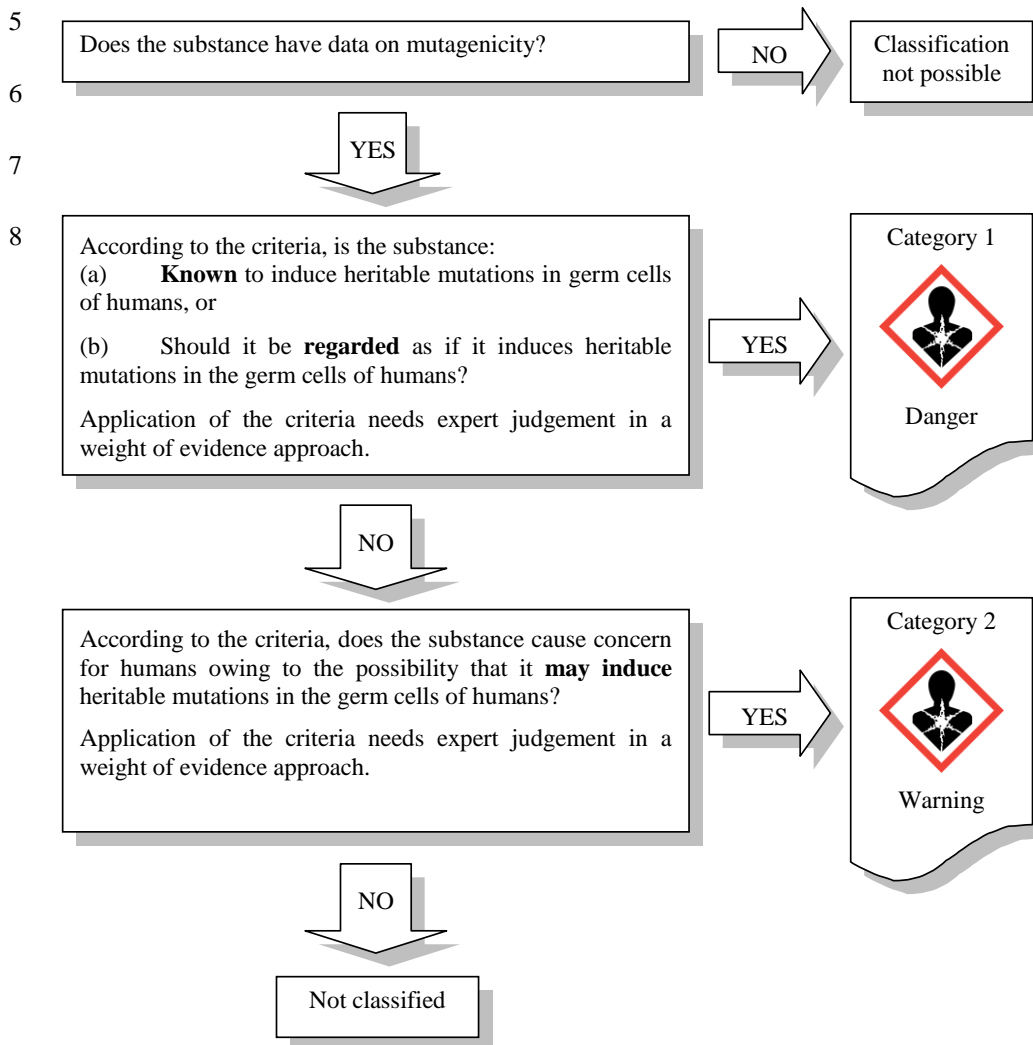 5
Does the substance have data on mutagenicity?
NO
Classification
not possible
6
YES
7
8
According to the criteria, is the substance:
(a) Known to induce heritable mutations in germ cells
of humans, or
(b) Should it be regarded as if it induces heritable
mutations in the germ cells of humans?
Application of the criteria needs expert judgement in a
weight of evidence approach.
YES
Category 1
Danger
NO
According to the criteria, does the substance cause concern
for humans owing to the possibility that it may induce
heritable mutations in the germ cells of humans?
Application of the criteria needs expert judgement in a
weight of evidence approach.
YES
Category 2
Warning
NO
Not classified